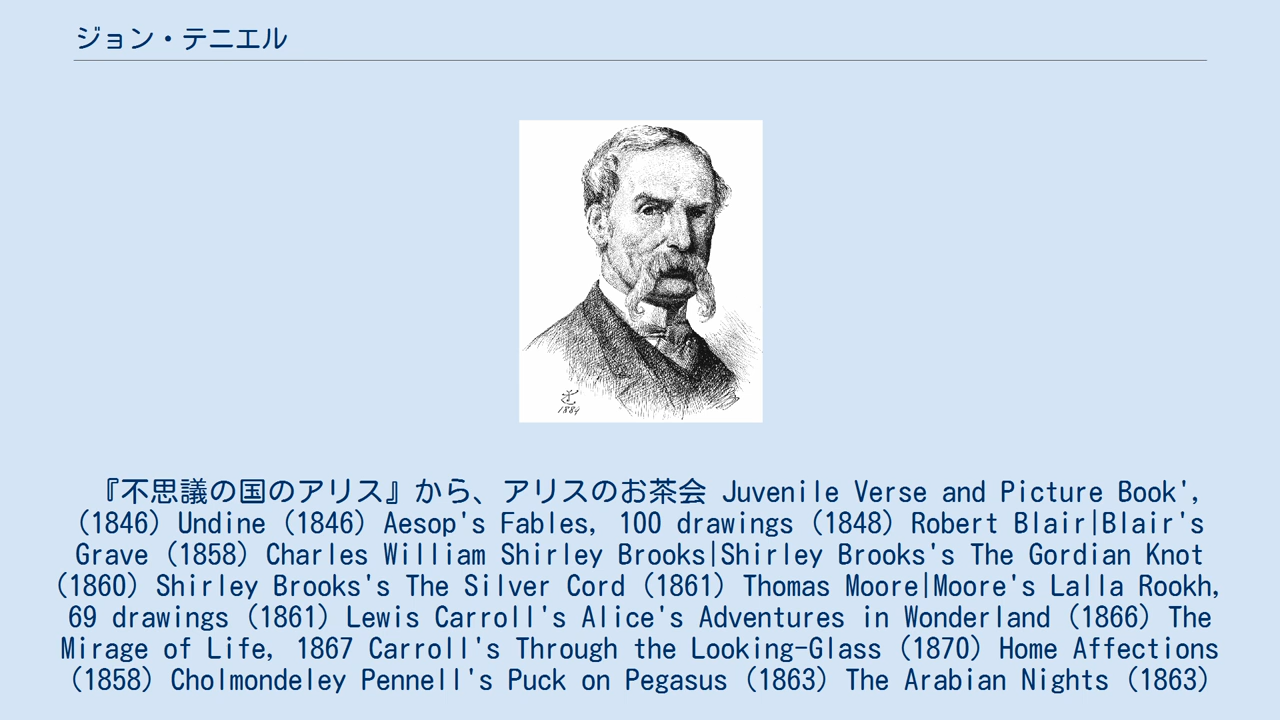 ジョン・テニエル
1884
『不思議の国のアリス』から、アリスのお茶会 Juvenile Verse and Picture Book',
(1846) Undine (1846) Aesop's Fables, 100 drawings (1848) Robert Blair|Blair's
Grave (1858) Charles William Shirley Brooks|Shirley Brooks's The Gordian Knot
(1860) Shirley Brooks's The Silver Cord (1861) Thomas Moore|Moore's Lalla Rookh,
69 drawings (1861) Lewis Carroll's Alice's Adventures in Wonderland (1866) The
Mirage of Life, 1867 Carroll's Through the Looking-Glass (1870) Home Affections
(1858) Cholmondeley Pennell's Puck on Pegasus (1863) The Arabian Nights (1863)